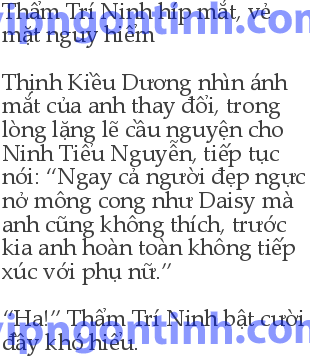 Thẩm Trí Ninh híp mắt, vẻ
mặt nguy hiểm
Thịnh Kiều Dương nhìn ánh
mắt của anh thay đổi, trong
lòng lặng lẽ cầu nguyện cho
Ninh Tiểu Nguyễn, tiếp tục
nói: “Ngay cả người đẹp ngực
nở mông cong như Daisy mà
anh cũng không thích, trước
kia anh hoàn toàn không tiếp
xúc với phụ nữ.”
“Ha!” Thẩm Trí Ninh bật cười
đầy khó hiểu.